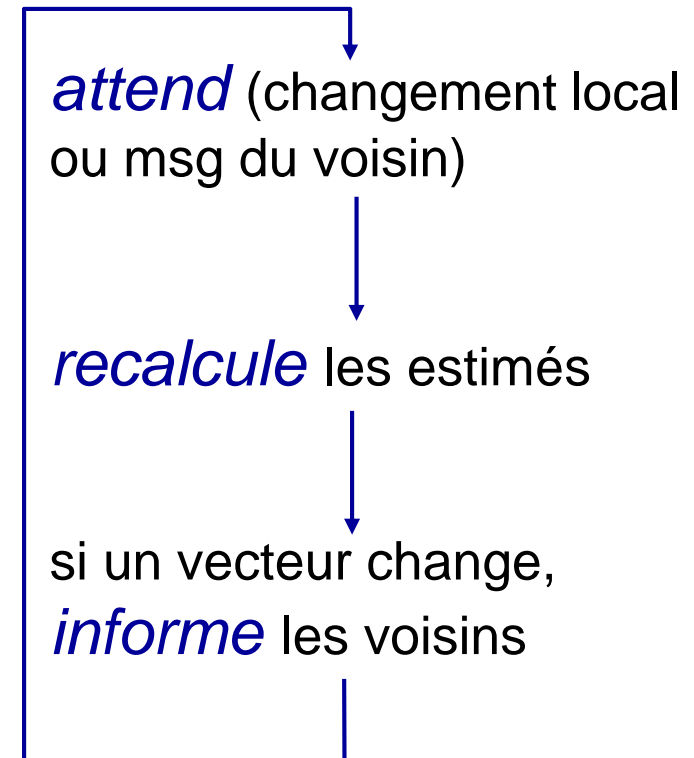 attend (changement local
ou msg du voisin)
recalcule les estimés
si un vecteur change,
informe les voisins